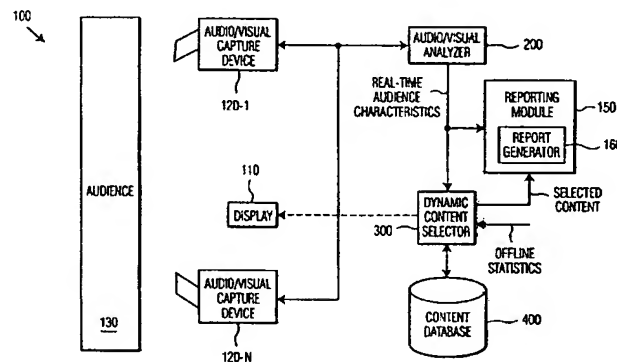 100
AUDIO/VISUAL
CAPTURE
DEVICE
120-1
AUDIO/VISUAL
ANALYZER
200
REAL-TIME
AUDIENCE
CHARACTERISTICS
REPORTING
MODULE
150
REPORT
GENERATOR
160
AUDIENCE
130
110
DISPLAY
DYNAMIC
CONTENT
SELECTOR
300
SELECTED
CONTENT
OFFLINE
STATISTICS
AUDIO/VISUAL
CAPTURE
DEVICE
120-N
CONTENT
DATABASE
400